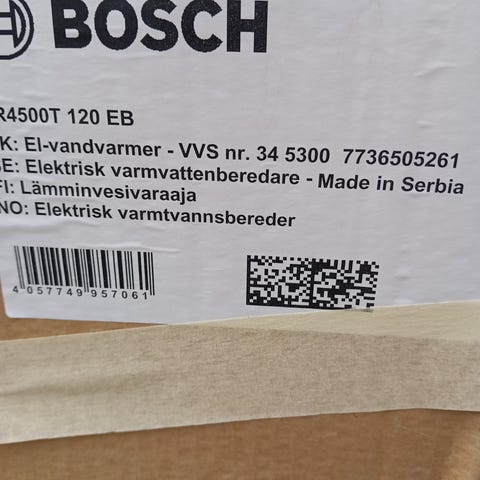 BOSCH
R4500T 120 EB
K: El-vandvarmer - VVS nr. 34 5300 7736505261
SE: Elektrisk varmvattenberedare - Made in Serbia
FI: Lämminvesivaraaja
NO: Elektrisk varmtvannsbereder
4 057749 957061